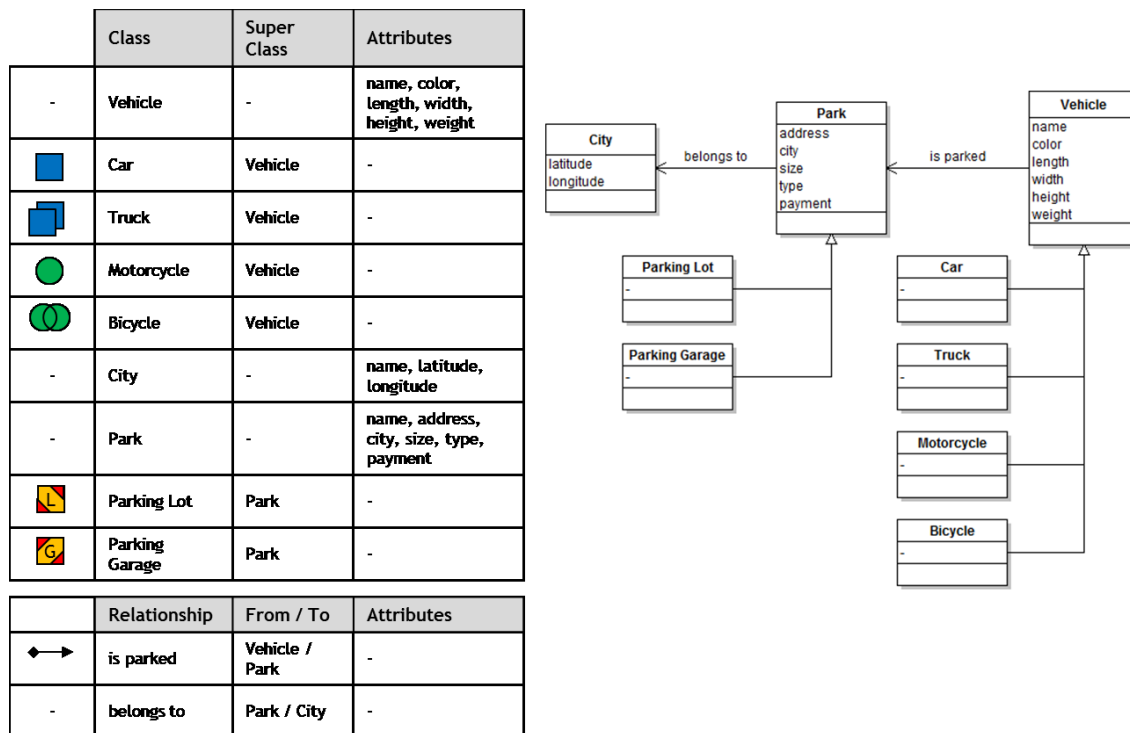 Class
Super
Class
Attributes
-
Vehicle
-
name, color,
length, width,
height, weight
Car
Vehicle
-
Truck
Vehicle
-
Motorcycle
Vehicle
-
Bicycle
Vehicle
-
-
City
-
name, latitude,
longitude
-
Park
-
name, address,
city, size, type,
payment
L
Parking Lot
Park
-
G
Parking
Garage
Park
-
Relationship
From / To
Attributes
is parked
Vehicle /
Park
-
-
belongs to
Park / City
-
City
latitude
longitude
belongs to
Park
address
city
size
type
payment
is parked
Vehicle
name
color
length
width
height
weight
Parking Lot
-
Parking Garage
-
Car
-
Truck
-
Motorcycle
-
Bicycle
-